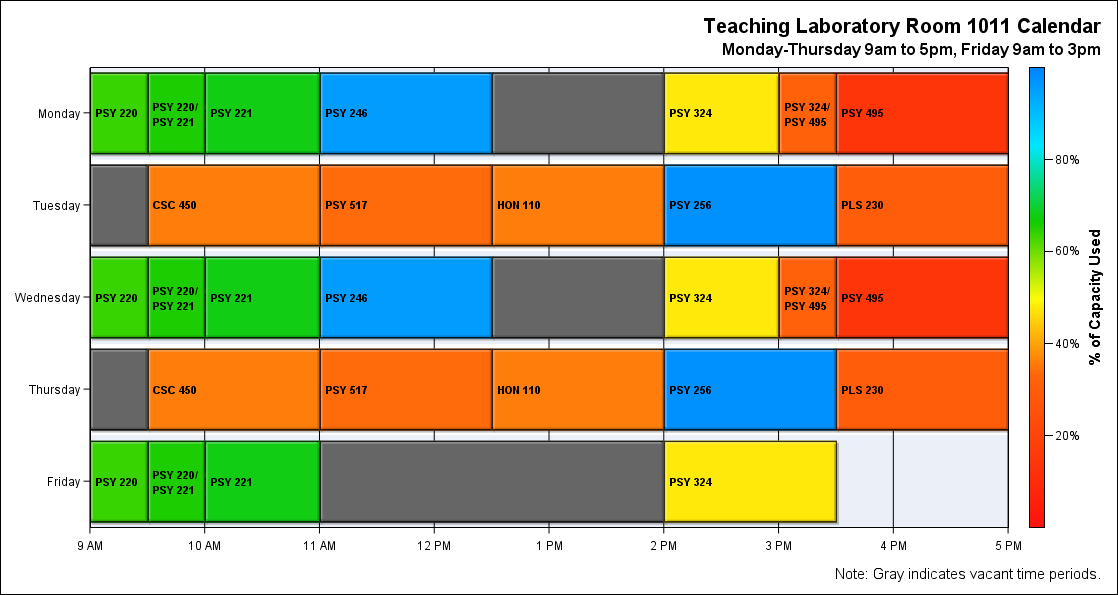 Teaching Laboratory Room 1011 Calendar
Monday-Thursday 9am to 5pm, Friday 9am to 3pm
Monday
PSY 220
PSY 220/
PSY 221
PSY 221
PSY 246
PSY 324
PSY 324/
PSY 495
PSY 495
Tuesday
CSC 450
PSY 517
HON 110
PSY 256
PLS 230
Wednesday
PSY 220
PSY 220/
PSY 221
PSY 221
PSY 246
PSY 324
PSY 324/
PSY 495
PSY 495
Thursday
CSC 450
PSY 517
HON 110
PSY 256
PLS 230
Friday
PSY 220
PSY 220/
PSY 221
PSY 221
PSY 324
9 AM
10 AM
11 AM
12 PM
1 PM
2 PM
3 PM
4 PM
5 PM
80%
60%
40%
20%
% of Capacity Used
Note: Gray indicates vacant time periods.